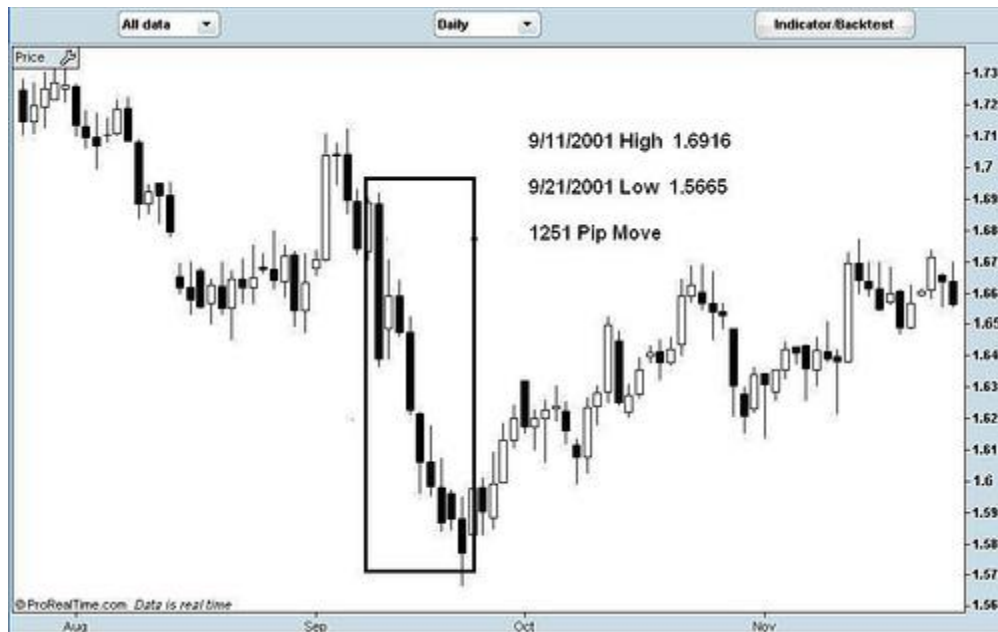 All data
Daily
Indicator/Backtest
Price
9/11/2001 High 1.6916
9/21/2001 Low 1.5665
1251 Pip Move
1.73
1.72
1.71
1.7
1.69
1.68
1.67
1.66
1.65
1.64
1.63
1.62
1.61
1.6
1.59
1.58
1.57
1.56
© ProRealTime.com Data is real time
Aug Sep Oct Nov